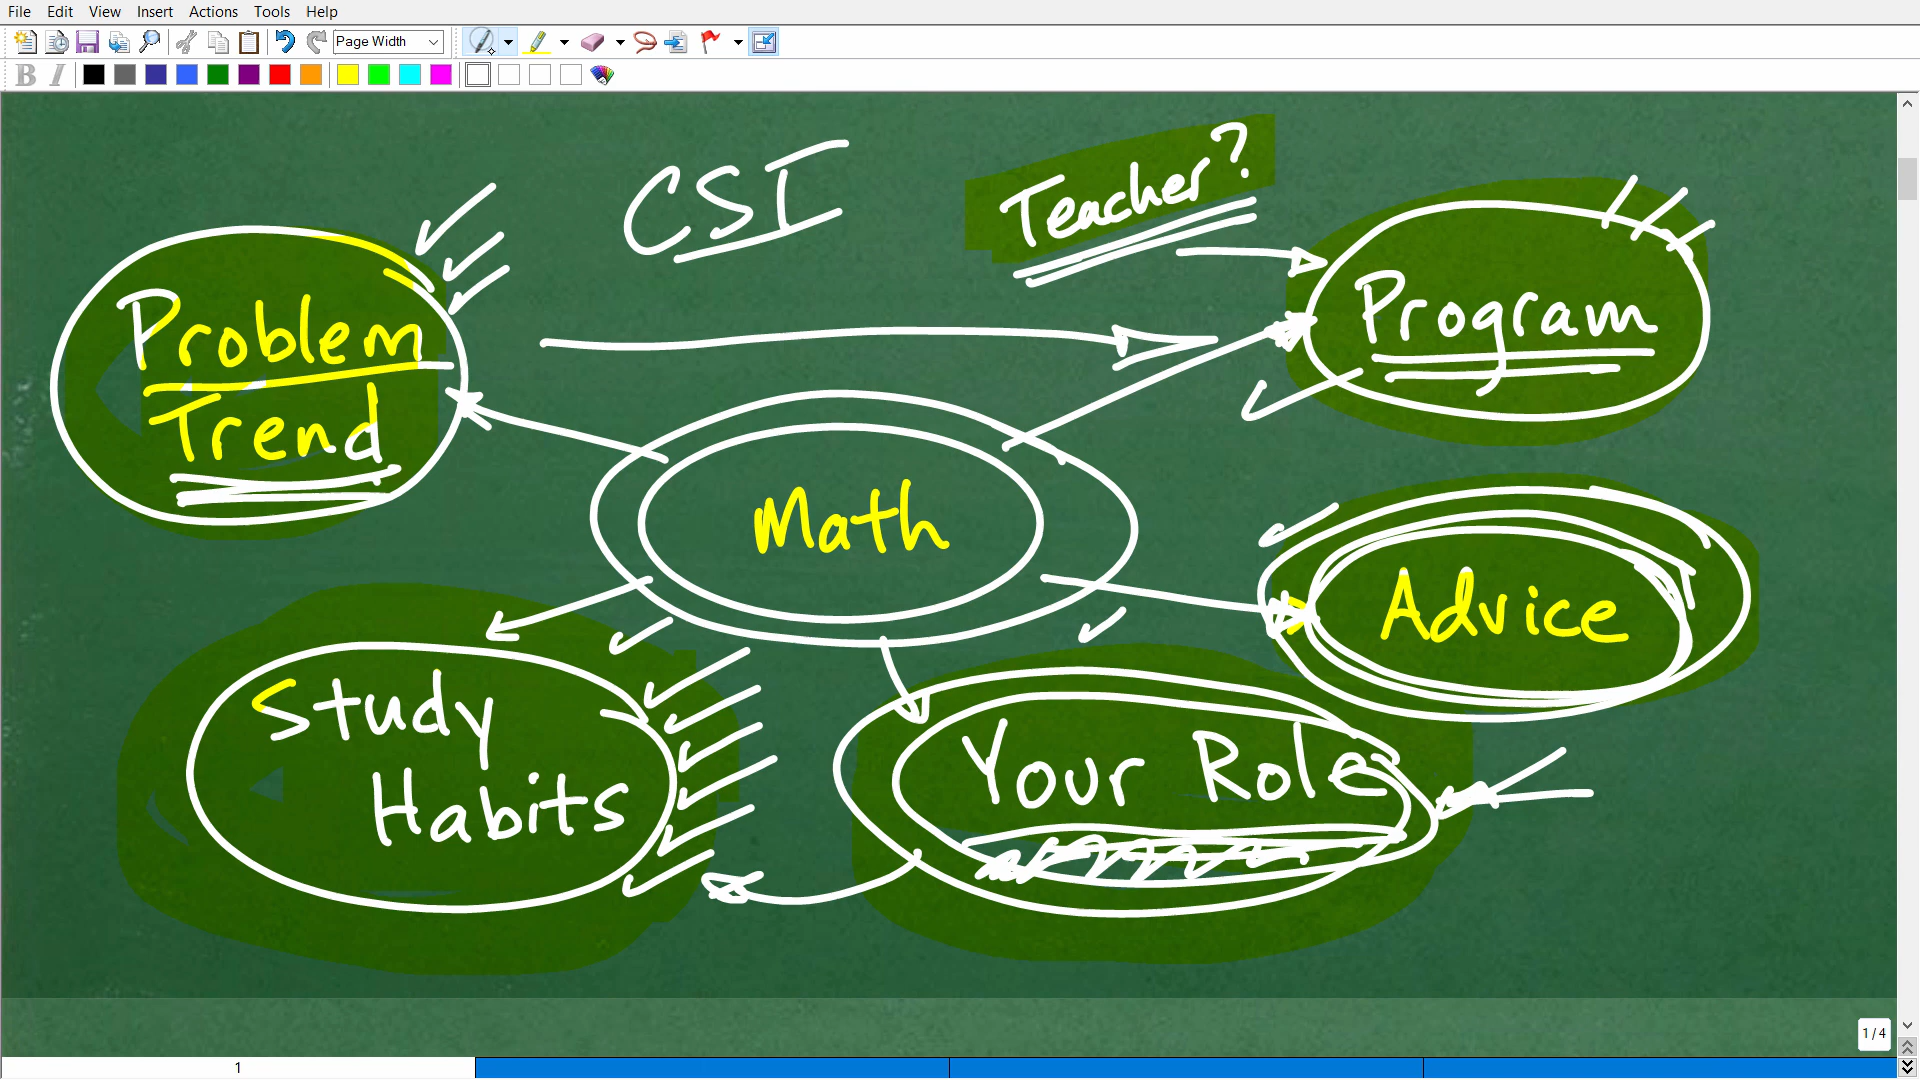 File Edit View Insert Actions Tools Help
Page Width
B I
CSI
Teacher?
Problem
Trend
Program
Math
Advice
Study
Habits
Your Role
1 / 4
1